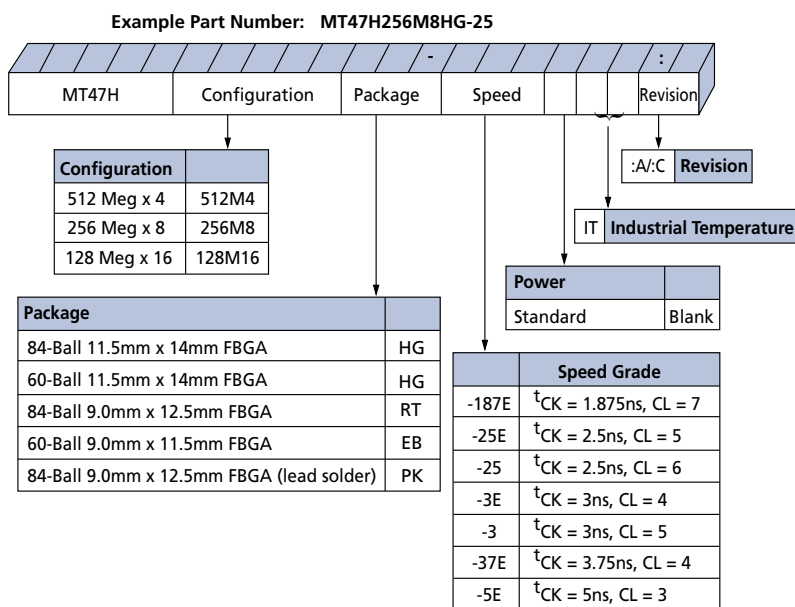 Example Part Number: MT47H256M8HG-25
- :
MT47H Configuration Package Speed Revision
Configuration
512 Meg x 4 512M4
256 Meg x 8 256M8
128 Meg x 16 128M16
:A/:C Revision
IT Industrial Temperature
Power
Standard Blank
Package
84-Ball 11.5mm x 14mm FBGA HG
60-Ball 11.5mm x 14mm FBGA HG
84-Ball 9.0mm x 12.5mm FBGA RT
60-Ball 9.0mm x 11.5mm FBGA EB
84-Ball 9.0mm x 12.5mm FBGA (lead solder) PK
Speed Grade
-187E tCK = 1.875ns, CL = 7
-25E tCK = 2.5ns, CL = 5
-25 tCK = 2.5ns, CL = 6
-3E tCK = 3ns, CL = 4
-3 tCK = 3ns, CL = 5
-37E tCK = 3.75ns, CL = 4
-5E tCK = 5ns, CL = 3